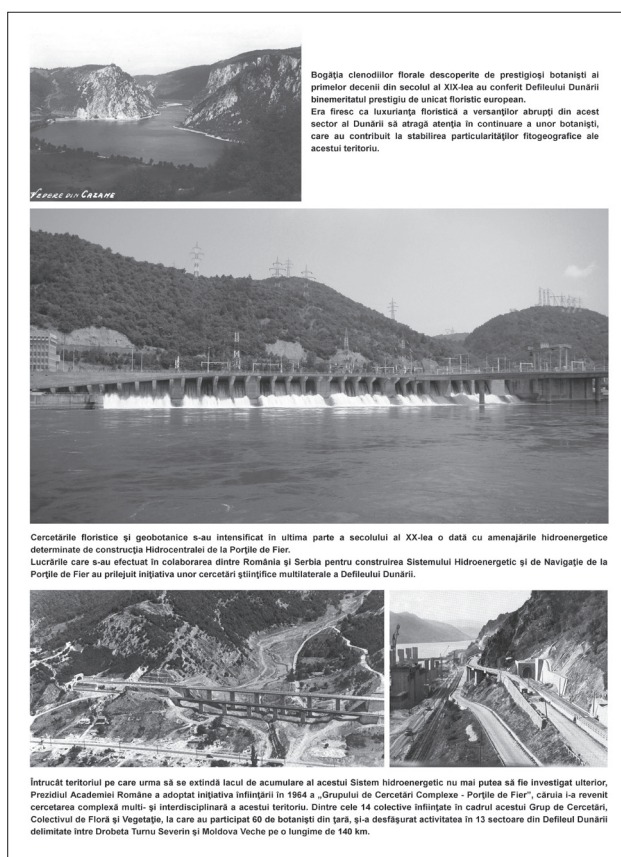 Bogăţia clenodiilor florale descoperite de prestigioşi botanişti ai
primelor decenii din secolul al XIX-lea au conferit Defileului Dunării
binemeritatul prestigiu de unicat floristic european.
Era firesc ca luxurianţa floristică a versanţilor abrupţi din acest
sector al Dunării să atragă atenţia în continuare a unor botanişti,
care au contribuit la stabilirea particularităţilor fitogeografice ale
acestui teritoriu.
VEDERE DIN CAZANE
Cercetările floristice şi geobotanice s-au intensificat în ultima parte a secolului al XX-lea o dată cu amenajările hidroenergetice
determinate de construcţia Hidrocentralei de la Porţile de Fier.
Lucrările care s-au efectuat în colaborarea dintre România şi Serbia pentru construirea Sistemului Hidroenergetic şi de Navigaţie de la
Porţile de Fier au prilejuit iniţiativa unor cercetări ştiinţifice multilaterale a Defileului Dunării.
Întrucât teritoriul pe care urma să se extindă lacul de acumulare al acestui Sistem hidroenergetic nu mai putea să fie investigat ulterior,
Prezidiul Academiei Române a adoptat iniţiativa înfiinţării în 1964 a „Grupului de Cercetări Complexe - Porţile de Fier”, căruia i-a revenit
cercetarea complexă multi- şi interdisciplinară a acestui teritoriu. Dintre cele 14 colective înfiinţate în cadrul acestui Grup de Cercetări,
Colectivul de Floră şi Vegetaţie, la care au participat 60 de botanişti din ţară, şi-a desfăşurat activitatea în 13 sectoare din Defileul Dunării
delimitate între Drobeta Turnu Severin şi Moldova Veche pe o lungime de 140 km.